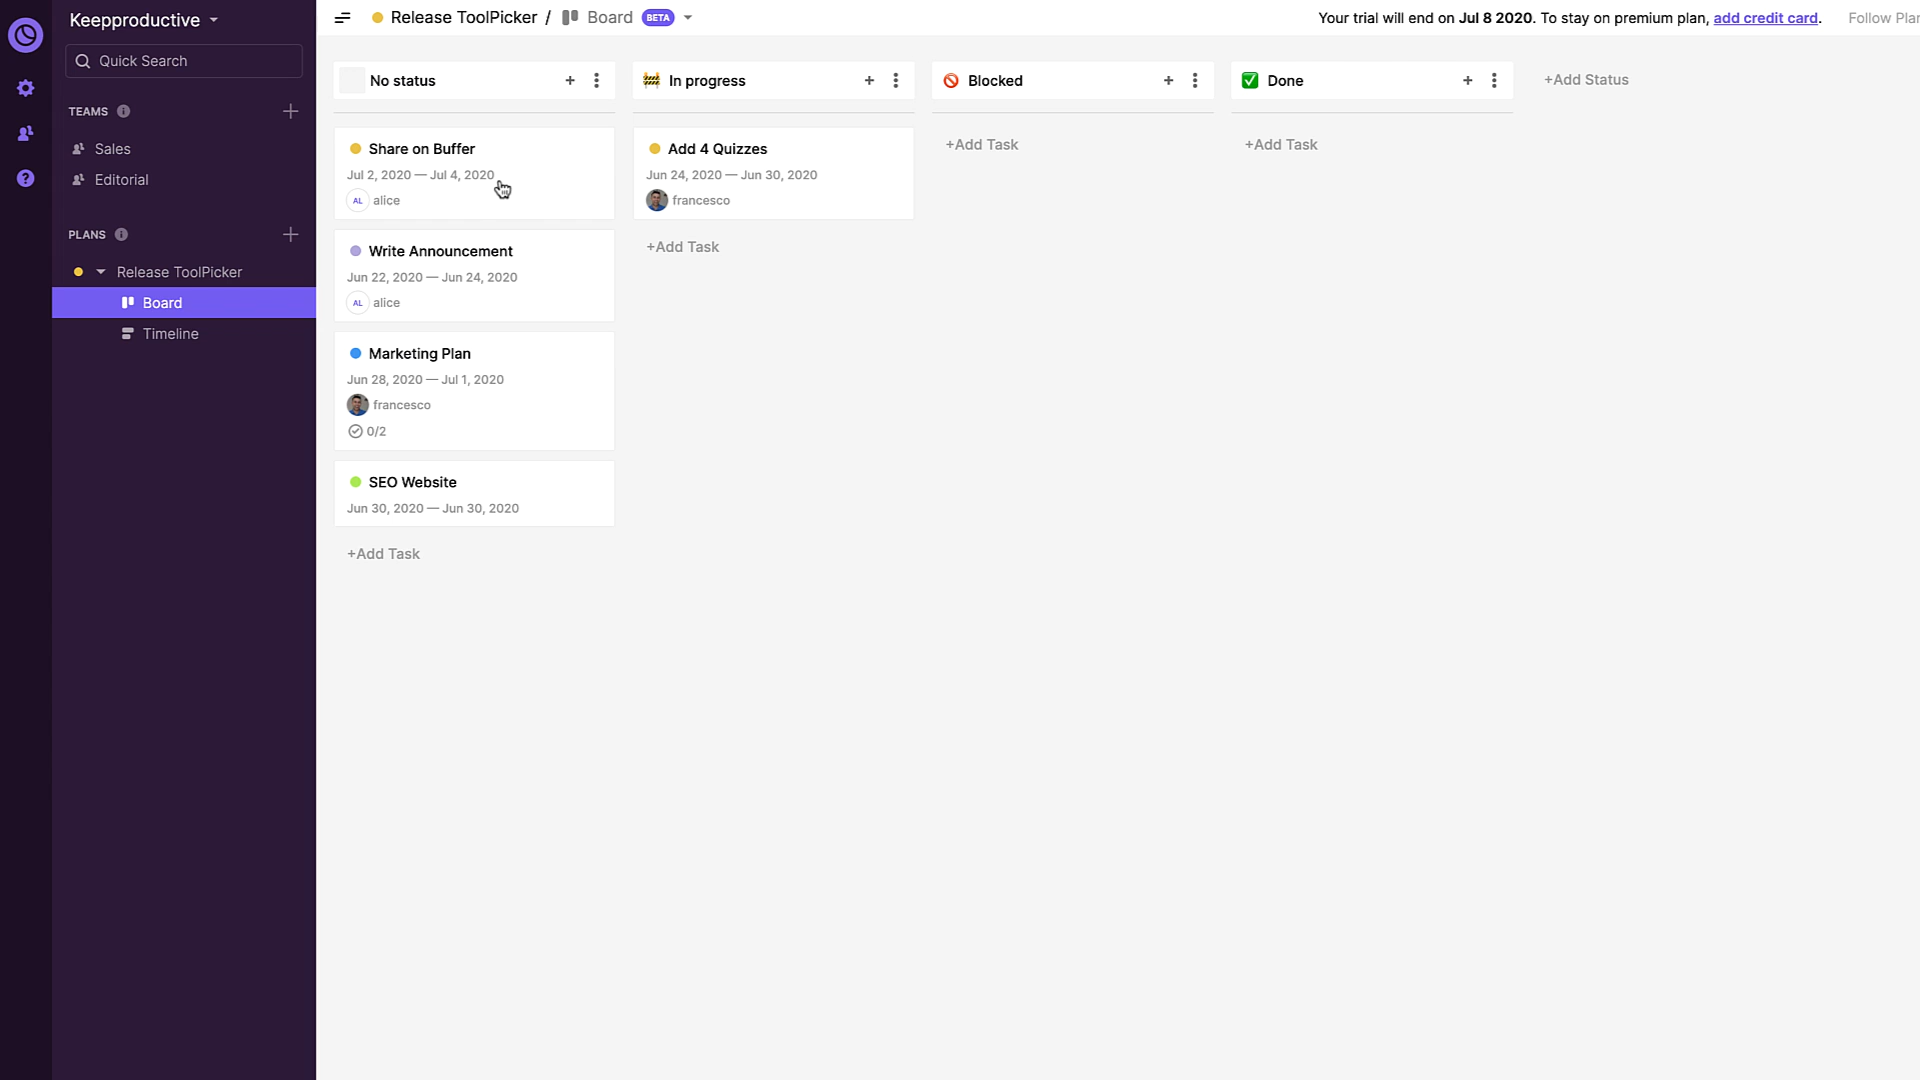 Keepproductive
Quick Search
TEAMS
Sales
Editorial
PLANS
Release ToolPicker
Board
Timeline
Release ToolPicker / Board BETA
Your trial will end on Jul 8 2020. To stay on premium plan, add credit card.
Follow Plan
No status
Share on Buffer
Jul 2, 2020 — Jul 4, 2020
AL alice
Write Announcement
Jun 22, 2020 — Jun 24, 2020
AL alice
Marketing Plan
Jun 28, 2020 — Jul 1, 2020
francesco
0/2
SEO Website
Jun 30, 2020 — Jun 30, 2020
+Add Task
In progress
Add 4 Quizzes
Jun 24, 2020 — Jun 30, 2020
francesco
+Add Task
Blocked
+Add Task
Done
+Add Task
+Add Status